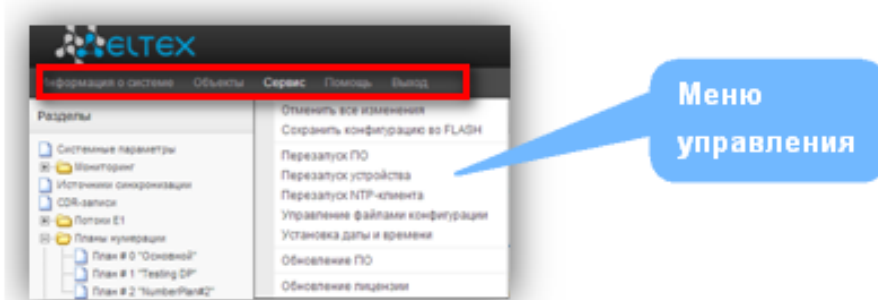 ELTEX
Информация о системе Объекты Сервис Помощь Выход
Разделы
Системные параметры
Мониторинг
Источники синхронизации
CDR-записи
Потоки E1
Планы нумерации
План # 0 "Основной"
План # 1 "Testing DP"
План # 2 "NumberPlan#2"
Отменить все изменения
Сохранить конфигурацию во FLASH
Перезапуск ПО
Перезапуск устройства
Перезапуск NTP-клиента
Управление файлами конфигурации
Установка даты и времени
Обновление ПО
Обновление лицензии
Меню
управления